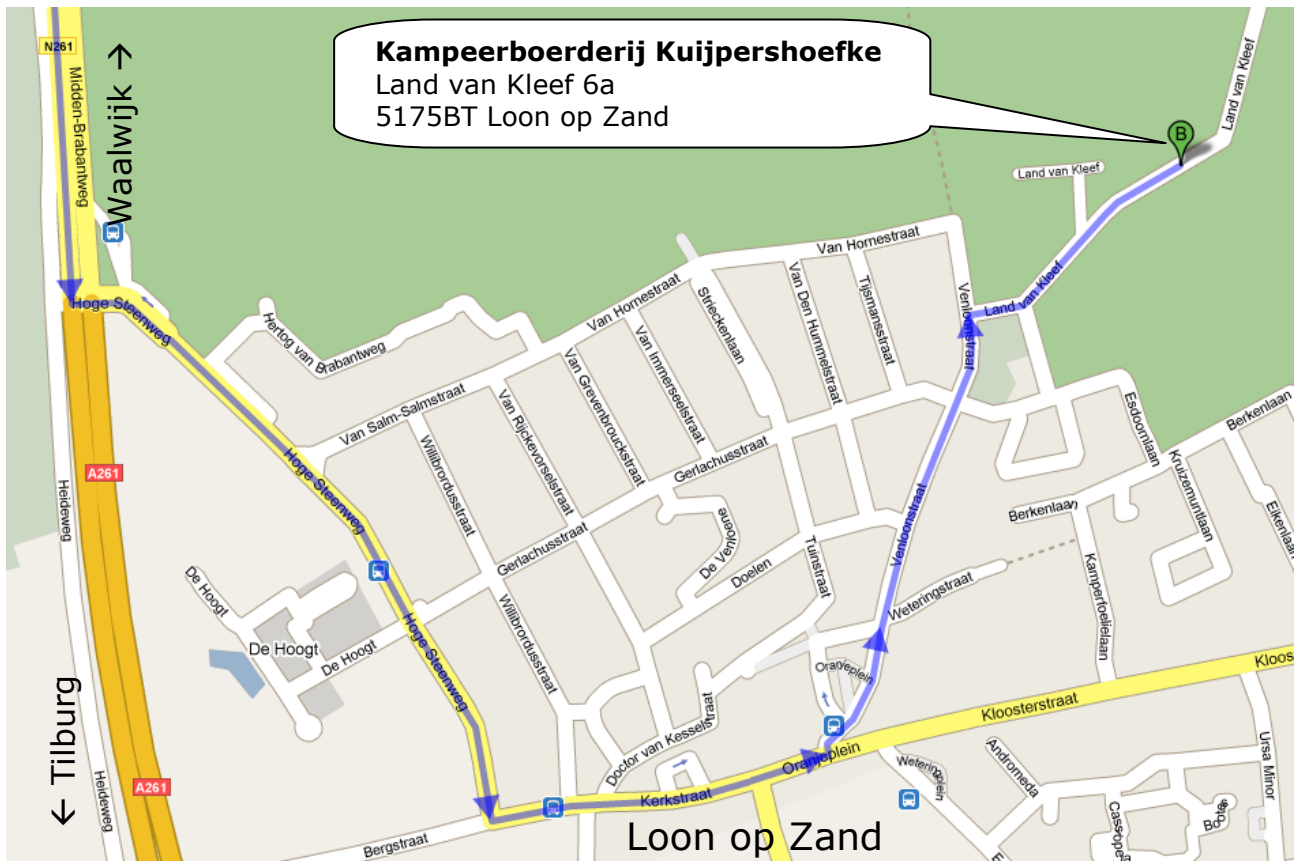 N261
Midden-Brabantweg
← Waalwijk →
Kampeerboerderij Kuijpershoefke
Land van Kleef 6a
5175BT Loon op Zand
B
Land van Kleef
Land van Kleef
Land van Kleef
Van Hornestraat
Van Hornestraat
Hoge Steenweg
Hertog van Brabantweg
Strieckenlaan
Van Den Hummelstraat
Tijsmansstraat
Venloonstraat
Van Immerseelstraat
Van Grevenbrouckstraat
Van Salm-Salmstraat
Van Rijckevorselstraat
Willibrordusstraat
Esdoornlaan
Berkenlaan
Kruizemuntlaan
Eikenlaan
Berkenlaan
A261
Heideweg
Hoge Steenweg
Gerlachusstraat
Gerlachusstraat
De Venloene
Doelen
Tuinstraat
Venloonstraat
Weteringstraat
Kamperfoelielaan
De Hoogt
De Hoogt
De Hoogt
Hoge Steenweg
Willibrordusstraat
Oranjeplein
Doctor van Kesselstraat
Oranjeplein
Kloosterstraat
Kloos
← Tilburg
A261
Heideweg
Kerkstraat
Bergstraat
Weteringplein
Andromeda
Ursa Minor
Loon op Zand